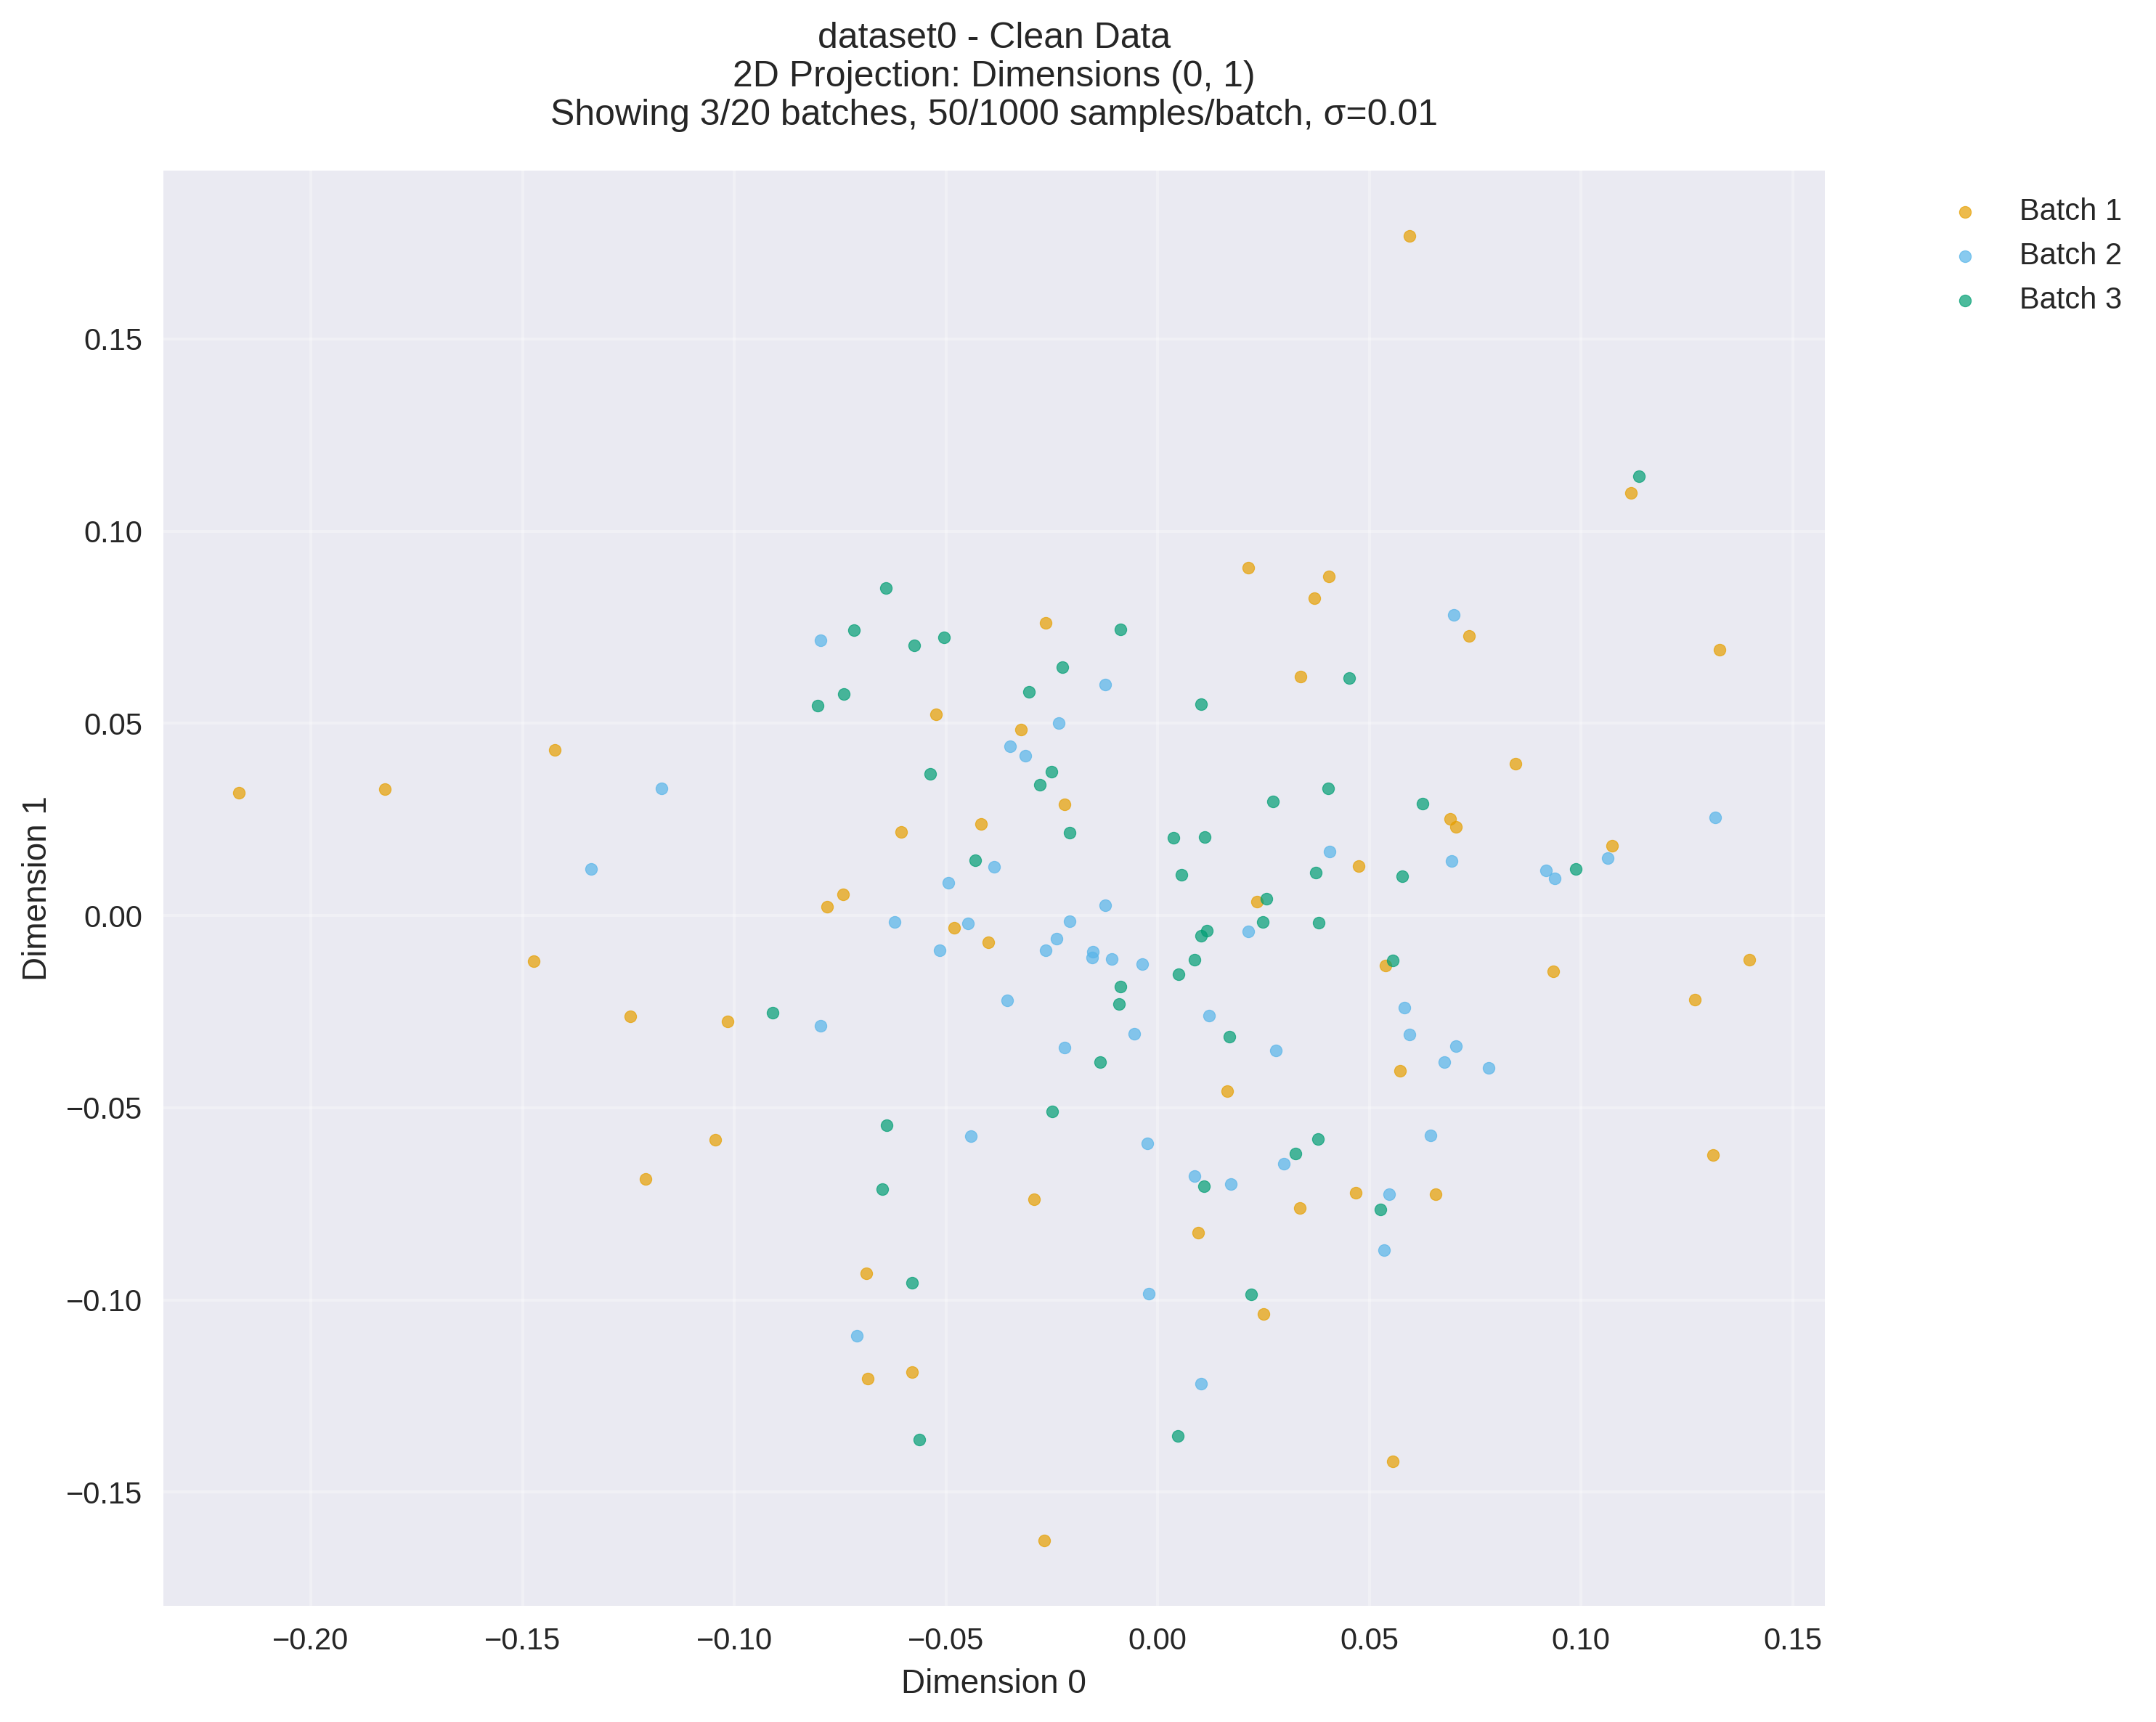 dataset0 - Clean Data
2D Projection: Dimensions (0, 1)
Showing 3/20 batches, 50/1000 samples/batch, σ=0.01
Batch 1
Batch 2
Batch 3
0.15
0.10
0.05
0.00
−0.05
−0.10
−0.15
Dimension 1
−0.20
−0.15
−0.10
−0.05
0.00
0.05
0.10
0.15
Dimension 0